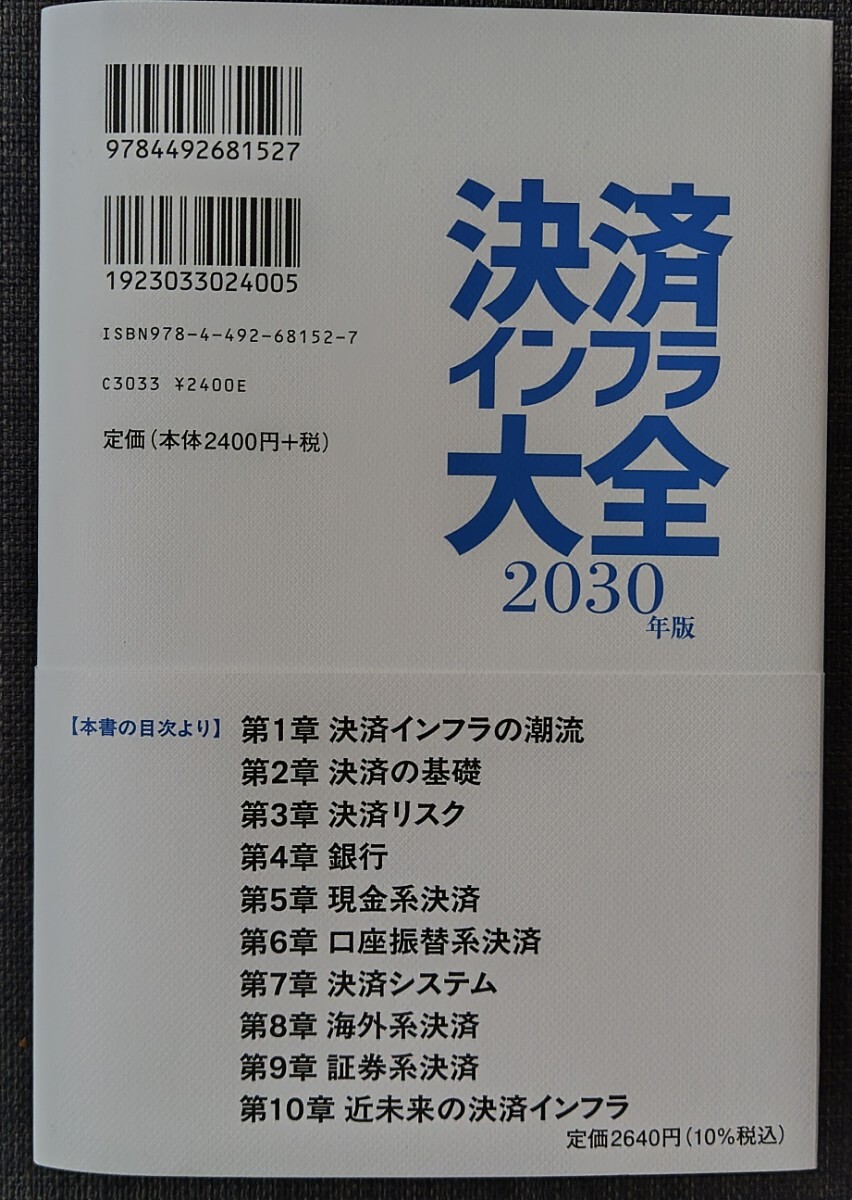 9784492681527
1923033024005
ISBN978-4-492-68152-7
C3033 ¥2400E
定価(本体2400円+税)
決済
インフラ
大全
2030
年版
【本書の目次より】 第1章 決済インフラの潮流
第2章 決済の基礎
第3章 決済リスク
第4章 銀行
第5章 現金系決済
第6章 口座振替系決済
第7章 決済システム
第8章 海外系決済
第9章 証券系決済
第10章 近未来の決済インフラ
定価2640円(10%税込)